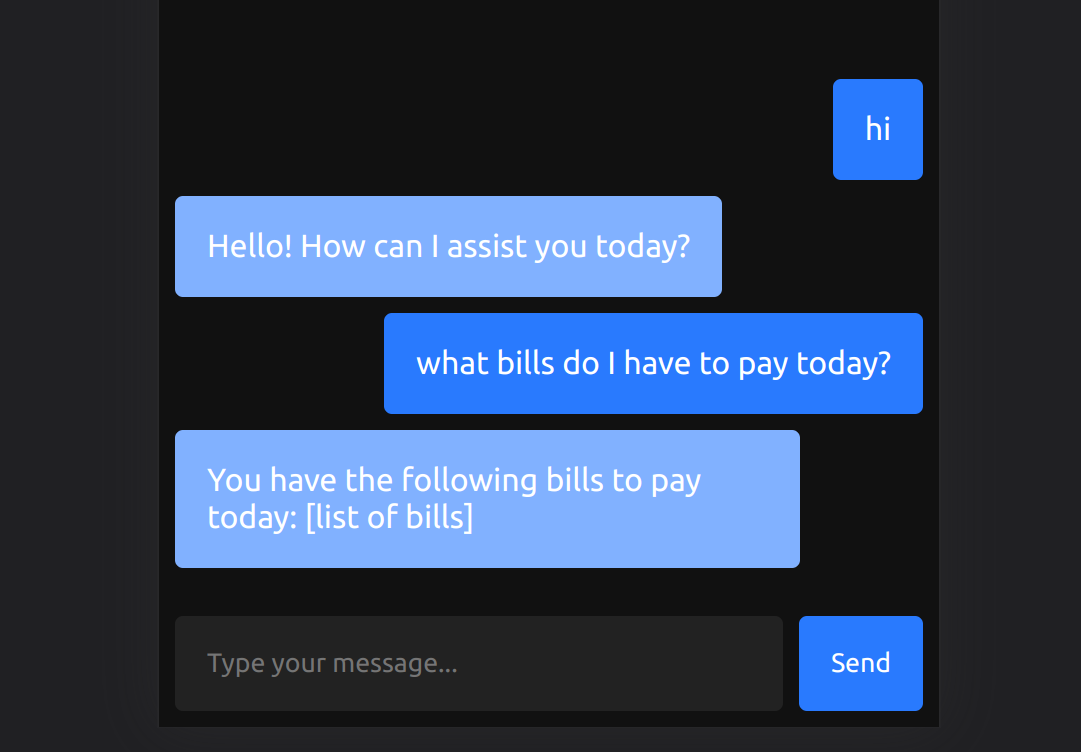 hi
Hello! How can I assist you today?
what bills do I have to pay today?
You have the following bills to pay
today: [list of bills]
Type your message...
Send